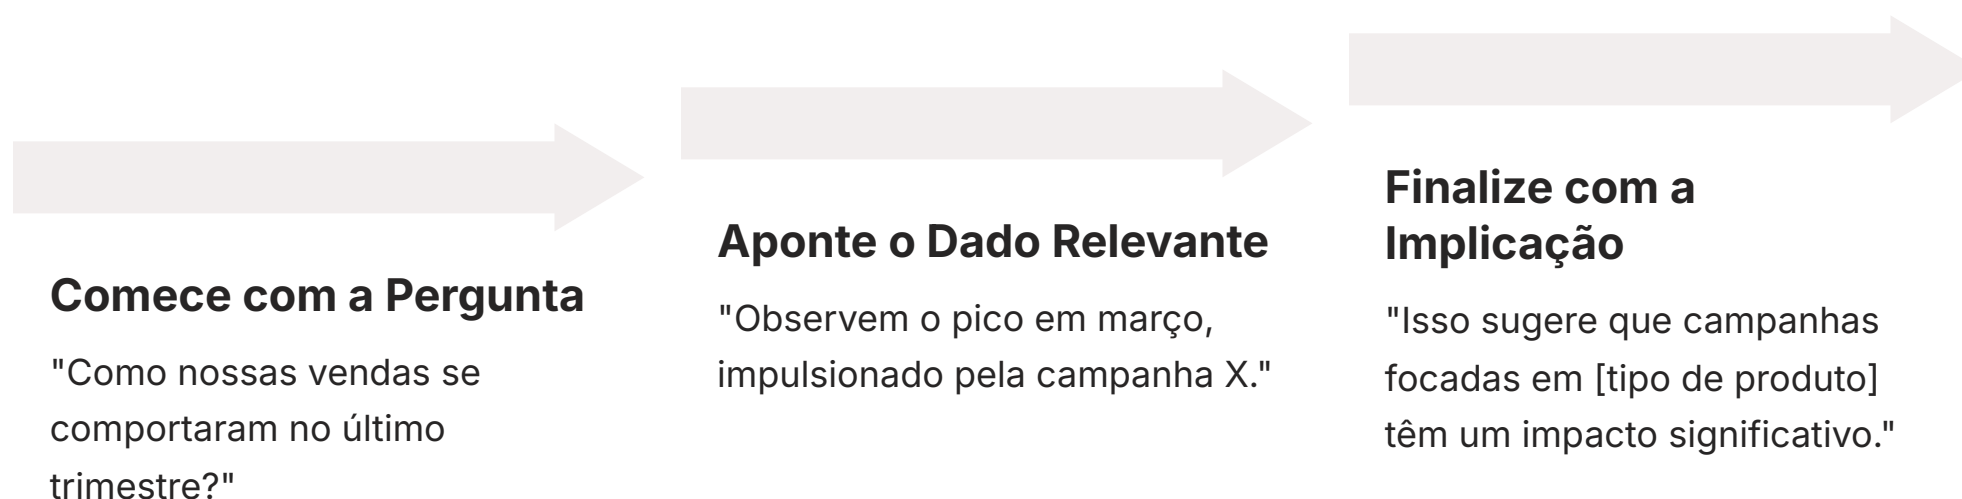 Comece com a Pergunta
"Como nossas vendas se
comportaram no último
trimestre?"
Aponte o Dado Relevante
"Observem o pico em março,
impulsionado pela campanha X."
Finalize com a
Implicação
"Isso sugere que campanhas
focadas em [tipo de produto]
têm um impacto significativo."